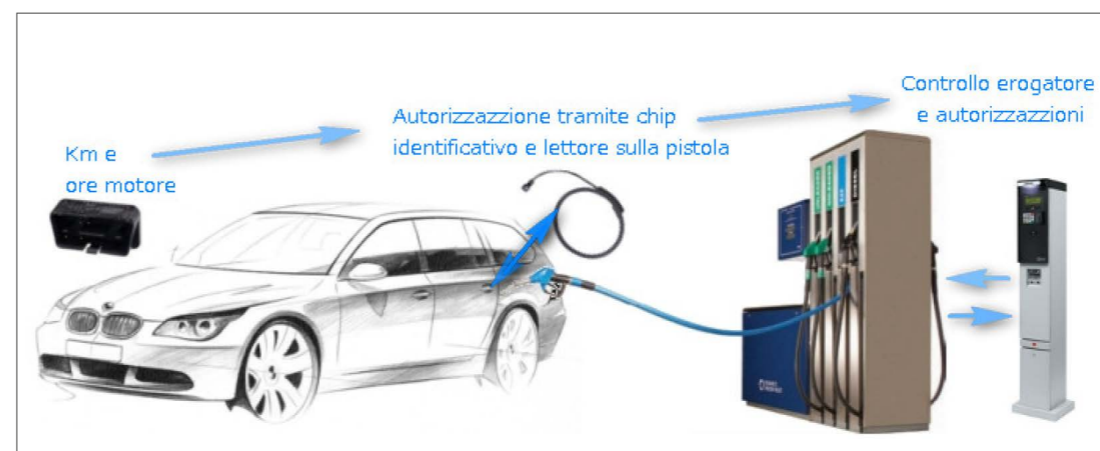 Km e
ore motore
Autorizzazzione tramite chip
identificativo e lettore sulla pistola
Controllo erogatore
e autorizzazzioni